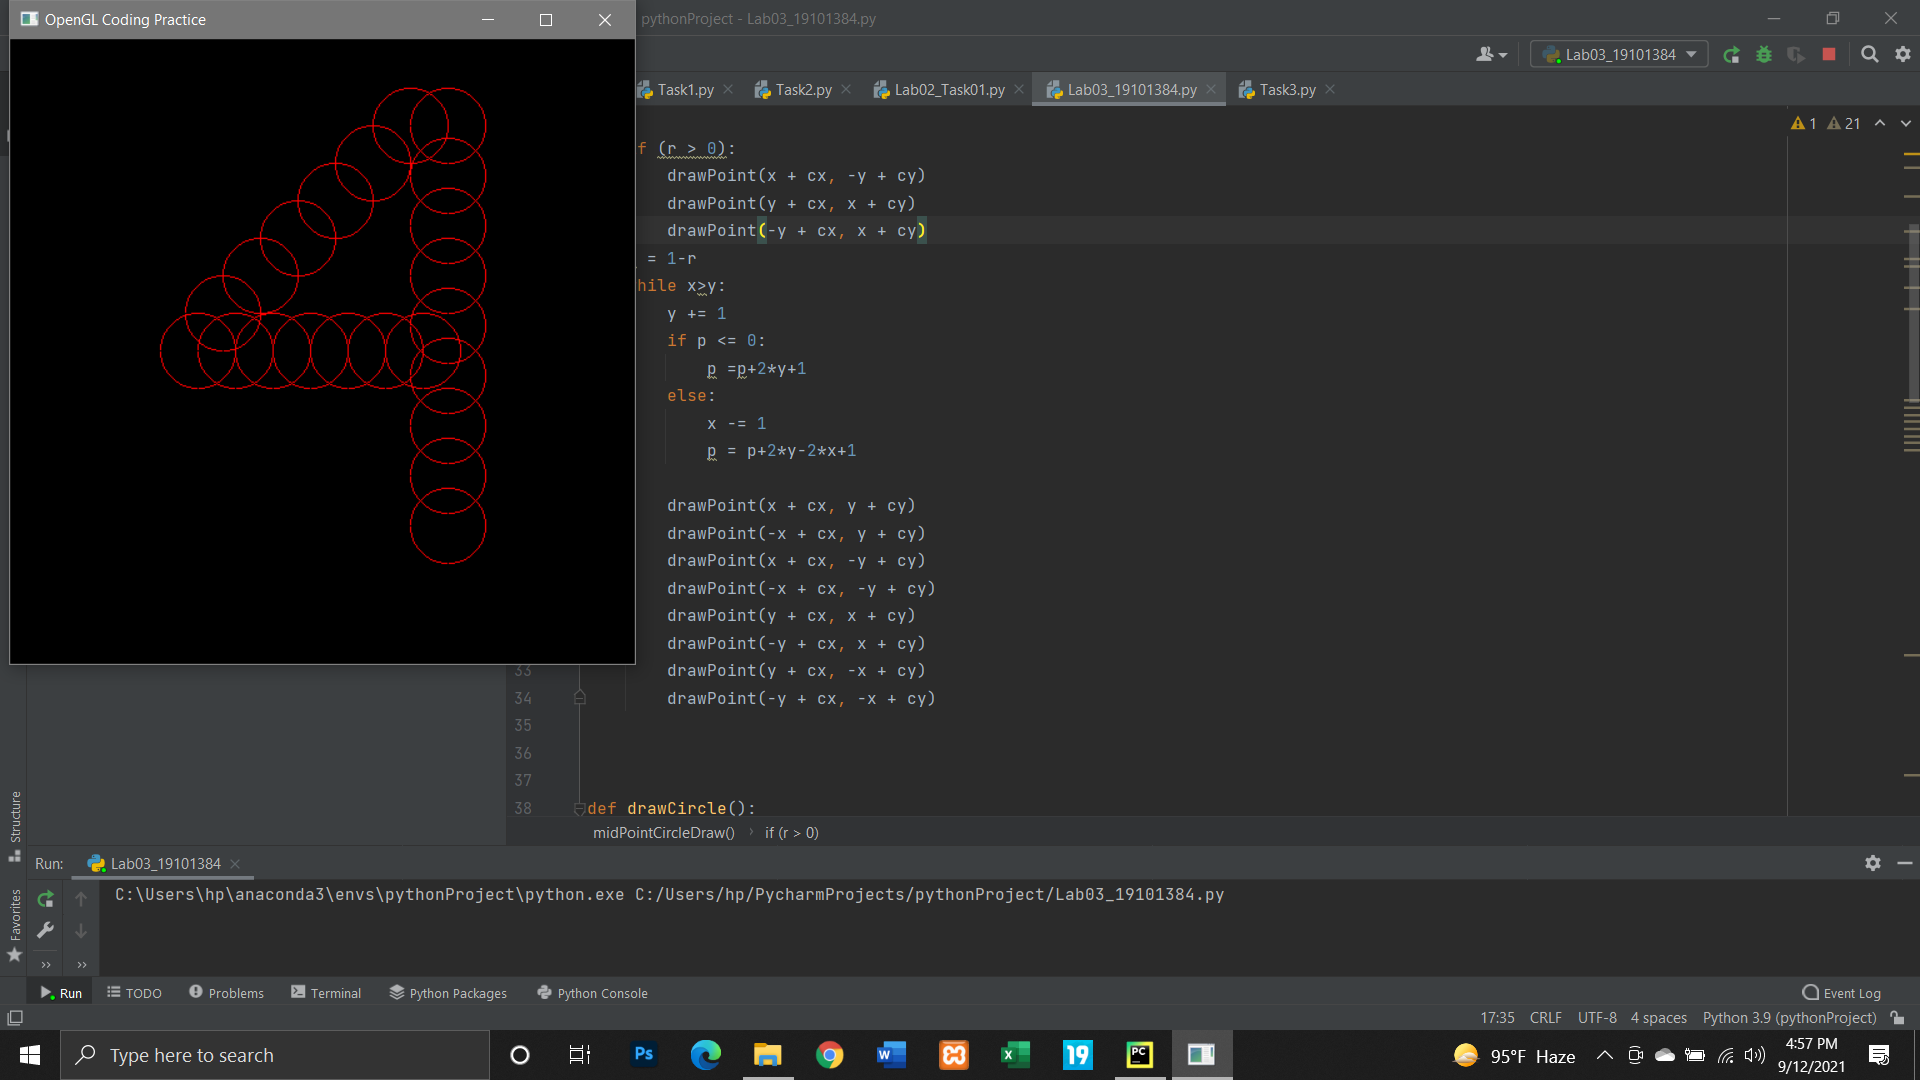 OpenGL Coding Practice
pythonProject - Lab03_19101384.py
Lab03_19101384
Task1.py
Task2.py
Lab02_Task01.py
Lab03_19101384.py
Task3.py
1
21
f (r > 0):
drawPoint(x + cx, -y + cy)
drawPoint(y + cx, x + cy)
drawPoint(-y + cx, x + cy)
= 1-r
hile x>y:
y += 1
if p <= 0:
p =p+2*y+1
else:
x -= 1
p = p+2*y-2*x+1
drawPoint(x + cx, y + cy)
drawPoint(-x + cx, y + cy)
drawPoint(x + cx, -y + cy)
drawPoint(-x + cx, -y + cy)
drawPoint(y + cx, x + cy)
drawPoint(-y + cx, x + cy)
33 drawPoint(y + cx, -x + cy)
34 drawPoint(-y + cx, -x + cy)
35
36
37
38 def drawCircle():
midPointCircleDraw() › if (r > 0)
Structure
Favorites
Run: Lab03_19101384
C:\Users\hp\anaconda3\envs\pythonProject\python.exe C:/Users/hp/PycharmProjects/pythonProject/Lab03_19101384.py
Run TODO Problems Terminal Python Packages Python Console Event Log
17:35 CRLF UTF-8 4 spaces Python 3.9 (pythonProject)
Type here to search
Ps
W
X
19
PC
95°F Haze
4:57 PM
9/12/2021